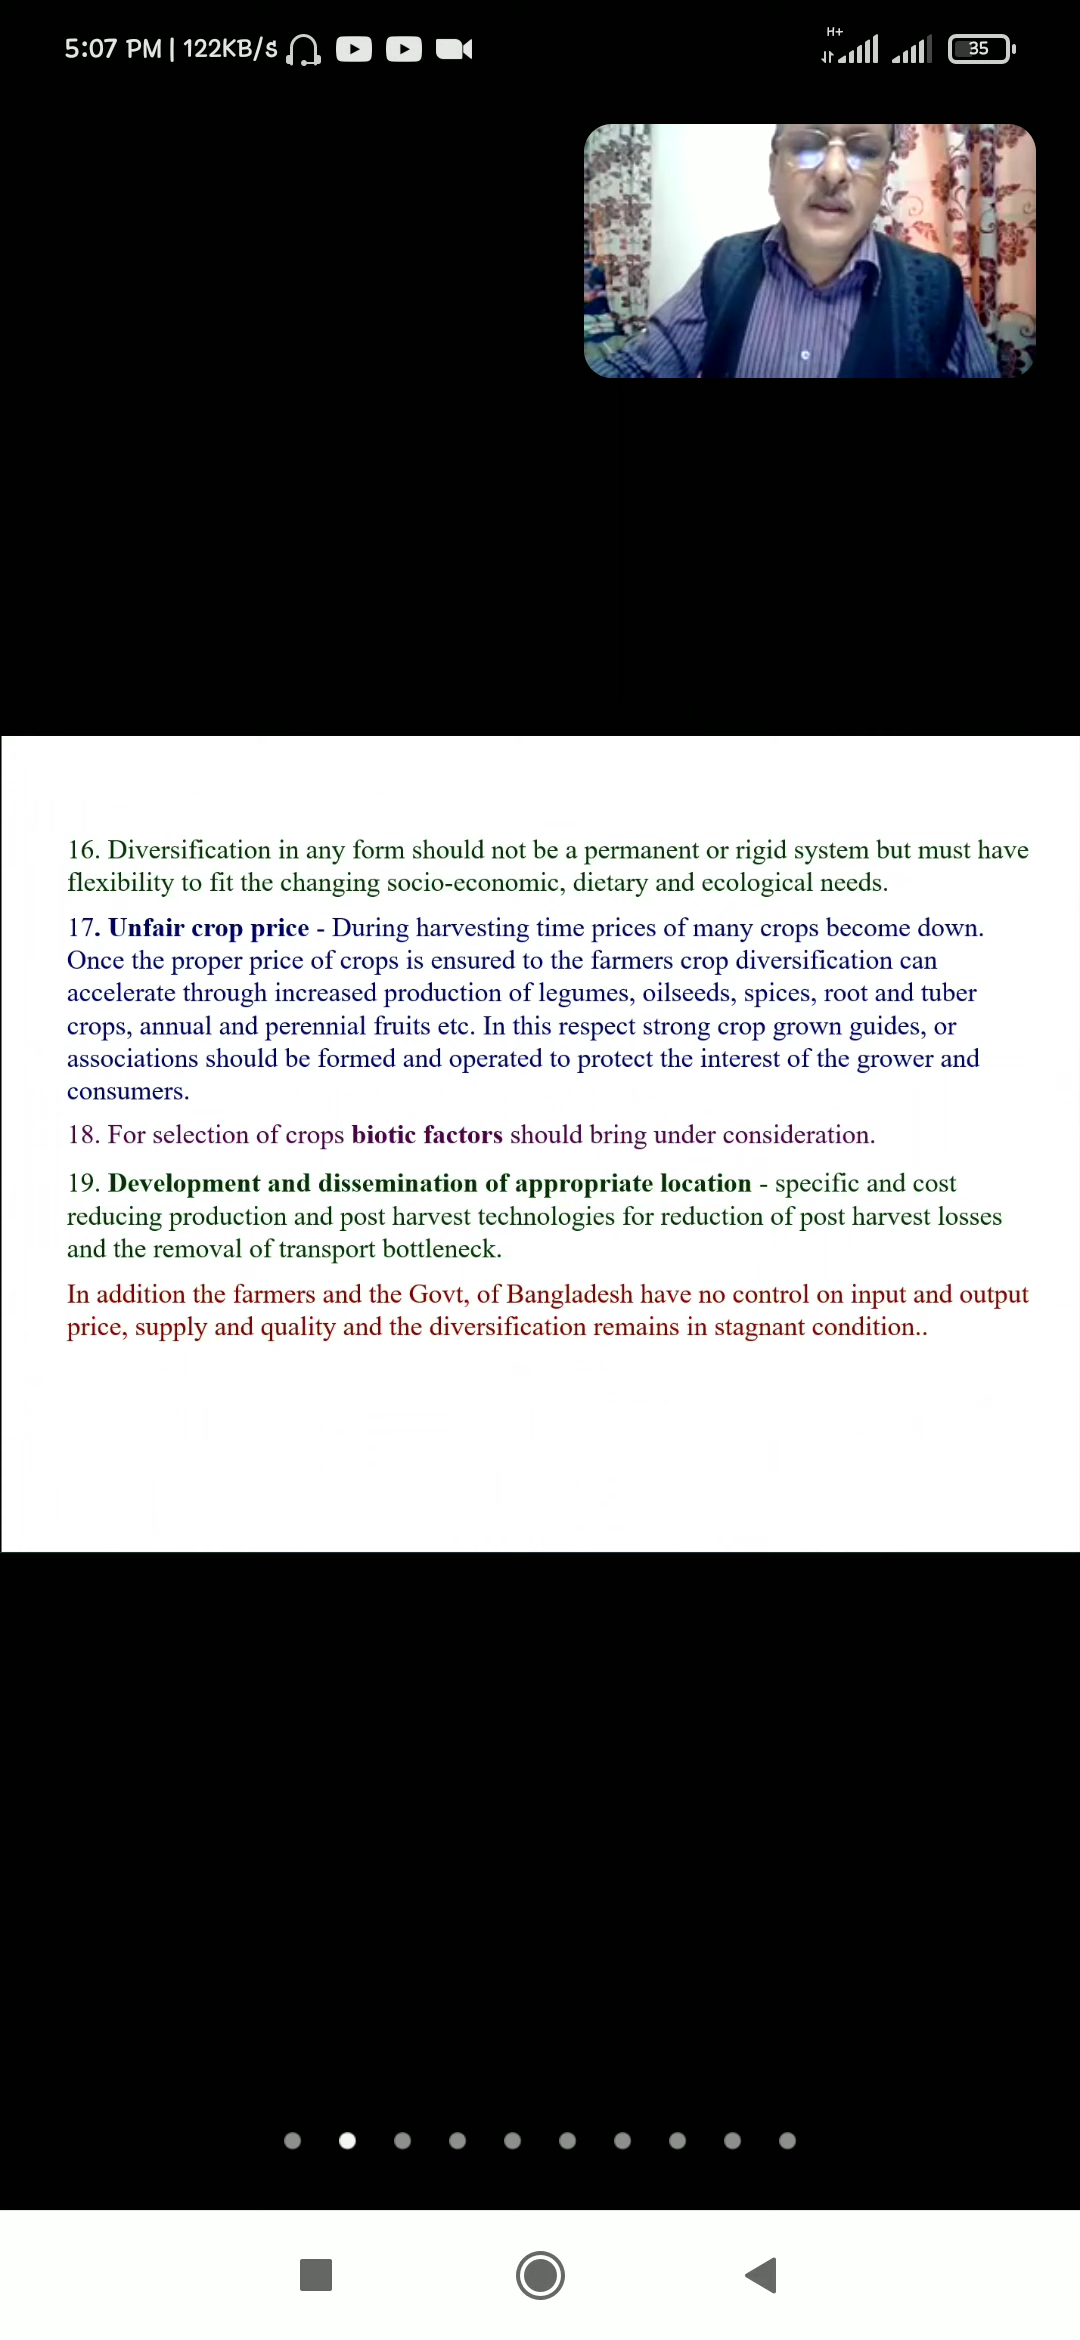 5:07 PM | 122KB/s
H+
35
16. Diversification in any form should not be a permanent or rigid system but must have
flexibility to fit the changing socio-economic, dietary and ecological needs.
17. Unfair crop price - During harvesting time prices of many crops become down.
Once the proper price of crops is ensured to the farmers crop diversification can
accelerate through increased production of legumes, oilseeds, spices, root and tuber
crops, annual and perennial fruits etc. In this respect strong crop grown guides, or
associations should be formed and operated to protect the interest of the grower and
consumers.
18. For selection of crops biotic factors should bring under consideration.
19. Development and dissemination of appropriate location - specific and cost
reducing production and post harvest technologies for reduction of post harvest losses
and the removal of transport bottleneck.
In addition the farmers and the Govt, of Bangladesh have no control on input and output
price, supply and quality and the diversification remains in stagnant condition..